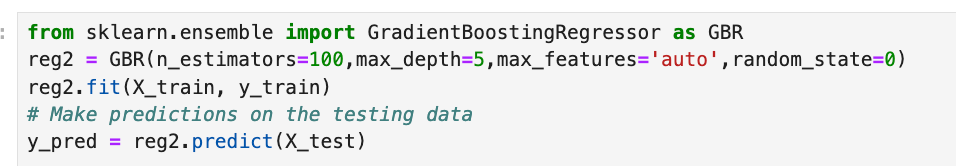 :
from sklearn.ensemble import GradientBoostingRegressor as GBR
reg2 = GBR(n_estimators=100,max_depth=5,max_features='auto',random_state=0)
reg2.fit(X_train, y_train)
# Make predictions on the testing data
y_pred = reg2.predict(X_test)